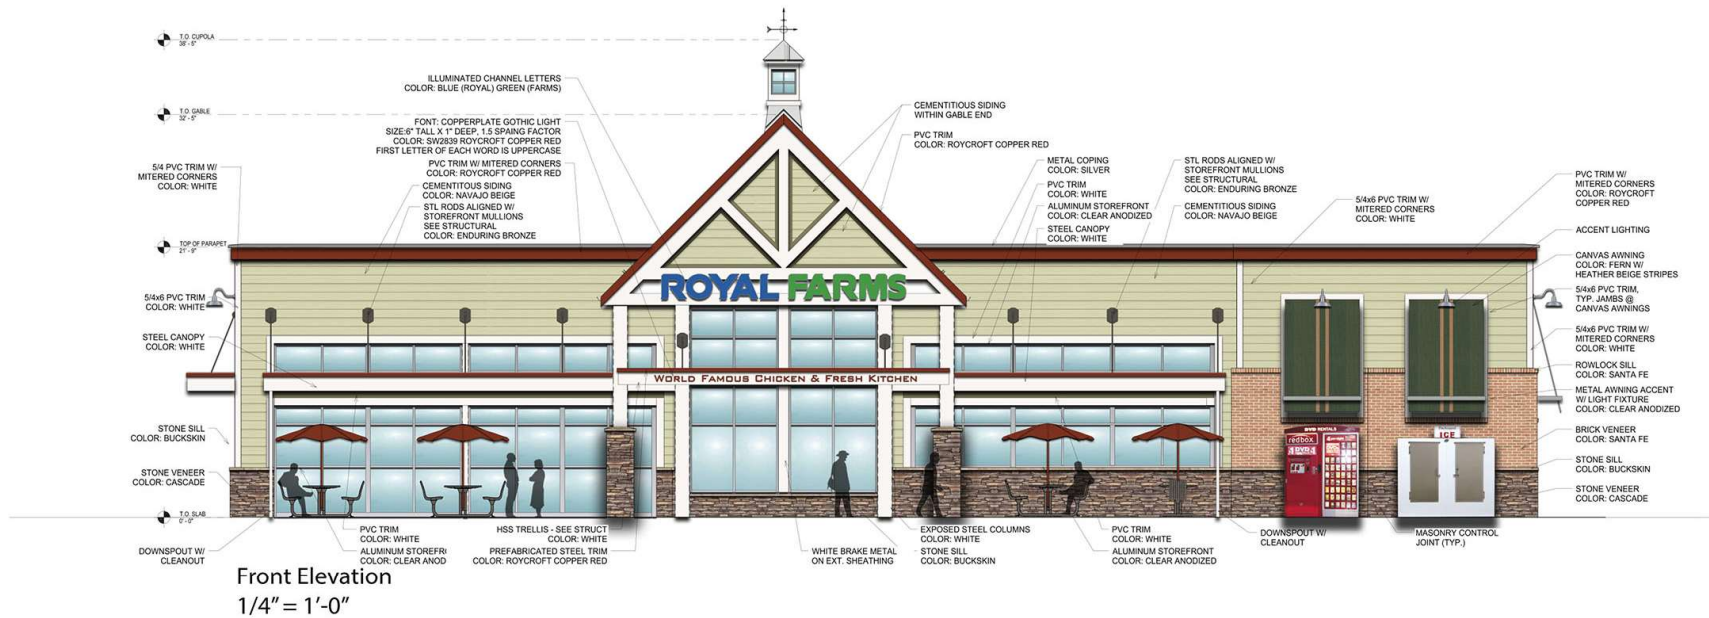 T.O. CUPOLA
38' - 6"
T.O. GABLE
32' - 5"
TOP OF PARAPET
21' - 9"
T.O. SLAB
0' - 0"
5/4 PVC TRIM W/
MITERED CORNERS
COLOR: WHITE
5/4x6 PVC TRIM
COLOR: WHITE
STEEL CANOPY
COLOR: WHITE
STONE SILL
COLOR: BUCKSKIN
STONE VENEER
COLOR: CASCADE
DOWNSPOUT W/
CLEANOUT
ILLUMINATED CHANNEL LETTERS
COLOR: BLUE (ROYAL) GREEN (FARMS)
FONT: COPPERPLATE GOTHIC LIGHT
SIZE:6" TALL X 1" DEEP, 1.5 SPAING FACTOR
COLOR: SW2839 ROYCROFT COPPER RED
FIRST LETTER OF EACH WORD IS UPPERCASE
PVC TRIM W/ MITERED CORNERS
COLOR: ROYCROFT COPPER RED
CEMENTITOUS SIDING
COLOR: NAVAJO BEIGE
STL RODS ALIGNED W/
STOREFRONT MULLIONS
SEE STRUCTURAL
COLOR: ENDURING BRONZE
CEMENTITIOUS SIDING
WITHIN GABLE END
PVC TRIM
COLOR: ROYCROFT COPPER RED
METAL COPING
COLOR: SILVER
PVC TRIM
COLOR: WHITE
ALUMINUM STOREFRONT
COLOR: CLEAR ANODIZED
STEEL CANOPY
COLOR: WHITE
STL RODS ALIGNED W/
STOREFRONT MULLIONS
SEE STRUCTURAL
COLOR: ENDURING BRONZE
CEMENTITIOUS SIDING
COLOR: NAVAJO BEIGE
5/4x6 PVC TRIM W/
MITERED CORNERS
COLOR: WHITE
PVC TRIM W/
MITERED CORNERS
COLOR: ROYCROFT
COPPER RED
ACCENT LIGHTING
CANVAS AWNING
COLOR: FERN W/
HEATHER BEIGE STRIPES
5/4x6 PVC TRIM,
TYP. JAMBS @
CANVAS AWNINGS
5/4x6 PVC TRIM W/
MITERED CORNERS
COLOR: WHITE
ROWLOCK SILL
COLOR: SANTA FE
METAL AWNING ACCENT
W/ LIGHT FIXTURE
COLOR: CLEAR ANODIZED
BRICK VENEER
COLOR: SANTA FE
STONE SILL
COLOR: BUCKSKIN
STONE VENEER
COLOR: CASCADE
ROYAL FARMS
WORLD FAMOUS CHICKEN & FRESH KITCHEN
DVD RENTALS
redbox
DVD
ICE
PVC TRIM
COLOR: WHITE
ALUMINUM STOREFR
COLOR: CLEAR ANOD
HSS TRELLIS - SEE STRUCT
COLOR: WHITE
PREFABRICATED STEEL TRIM
COLOR: ROYCROFT COPPER RED
WHITE BRAKE METAL
ON EXT. SHEATHING
EXPOSED STEEL COLUMNS
COLOR: WHITE
STONE SILL
COLOR: BUCKSKIN
PVC TRIM
COLOR: WHITE
ALUMINUM STOREFRONT
COLOR: CLEAR ANODIZED
DOWNSPOUT W/
CLEANOUT
MASONRY CONTROL
JOINT (TYP.)
Front Elevation
1/4" = 1'-0"